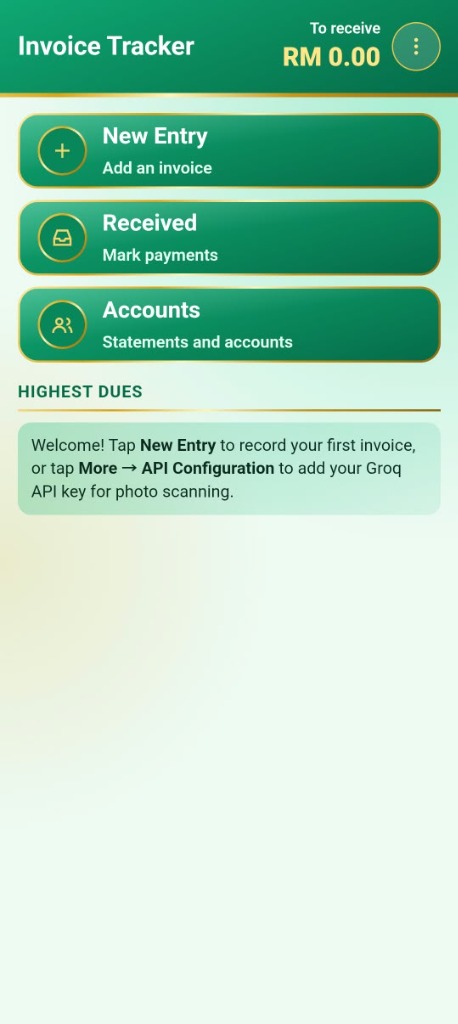 Invoice Tracker
To receive
RM 0.00
New Entry
Add an invoice
Received
Mark payments
Accounts
Statements and accounts
HIGHEST DUES
Welcome! Tap New Entry to record your first invoice,
or tap More → API Configuration to add your Groq
API key for photo scanning.